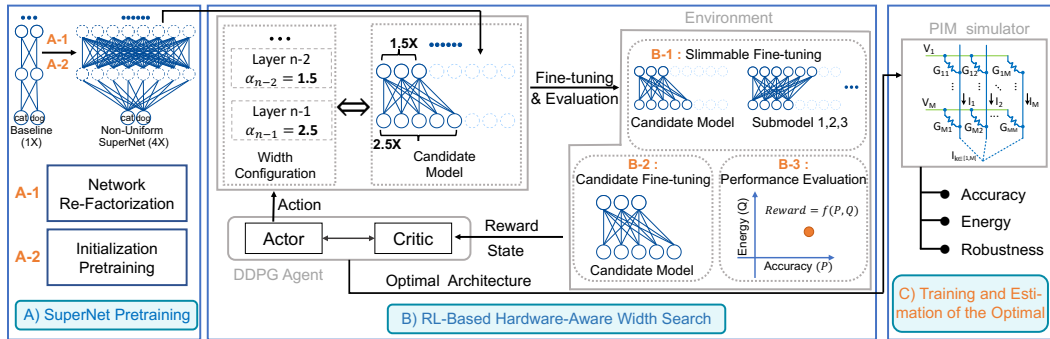 A-1
A-2
cat dog
cat dog
Baseline
(1X)
Non-Uniform
SuperNet (4X)
A-1
Network
Re-Factorization
A-2
Initialization
Pretraining
A) SuperNet Pretraining
Layer n-2
αn−2 = 1.5
Layer n-1
αn−1 = 2.5
Width
Configuration
1.5X
2.5X
Candidate
Model
Action
Actor
Critic
DDPG Agent
Fine-tuning
& Evaluation
Reward
State
Optimal Architecture
Environment
B-1 : Slimmable Fine-tuning
Candidate Model
Submodel 1,2,3
B-2:
Candidate Fine-tuning
Candidate Model
B-3:
Performance Evaluation
Reward = f(P, Q)
Energy (Q)
Accuracy (P)
B) RL-Based Hardware-Aware Width Search
PIM simulator
V1
G11 G12 G1M
VM I1 I2 IM
GM1 GM2 GMM
Ik∈[1,M]
Accuracy
Energy
Robustness
C) Training and Esti-
mation of the Optimal